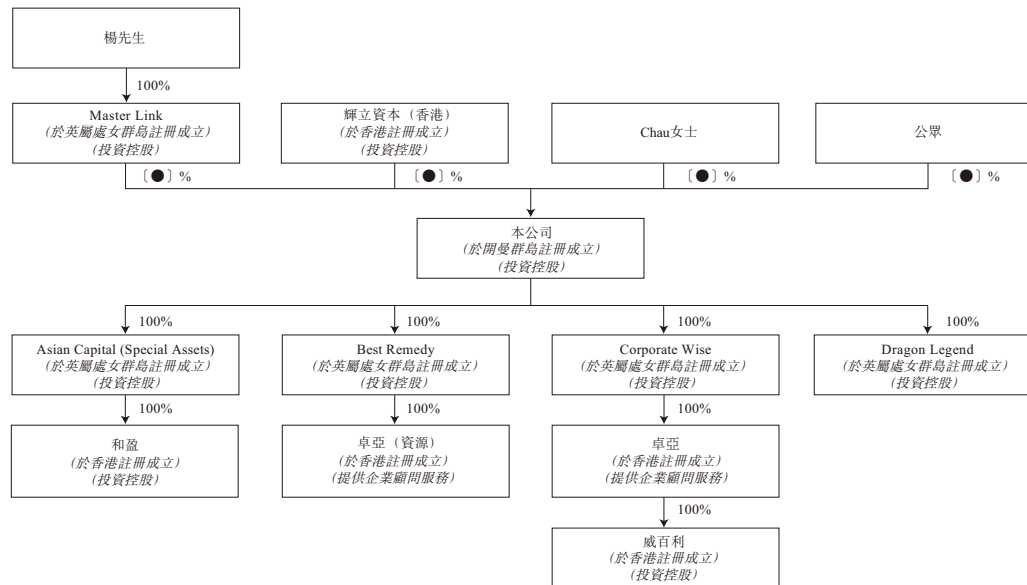 楊先生
100%
Master Link
(於英屬處女群島註冊成立)
(投資控股)
輝立資本（香港）
(於香港註冊成立)
(投資控股)
Chau女士
公眾
〔●〕%
〔●〕%
〔●〕%
〔●〕%
本公司
(於開曼群島註冊成立)
(投資控股)
100%
100%
100%
100%
Asian Capital (Special Assets)
(於英屬處女群島註冊成立)
(投資控股)
Best Remedy
(於英屬處女群島註冊成立)
(投資控股)
Corporate Wise
(於英屬處女群島註冊成立)
(投資控股)
Dragon Legend
(於英屬處女群島註冊成立)
(投資控股)
100%
100%
100%
和盈
(於香港註冊成立)
(投資控股)
卓亞（資源）
(於香港註冊成立)
(提供企業顧問服務)
卓亞
(於香港註冊成立)
(提供企業顧問服務)
100%
威百利
(於香港註冊成立)
(投資控股)